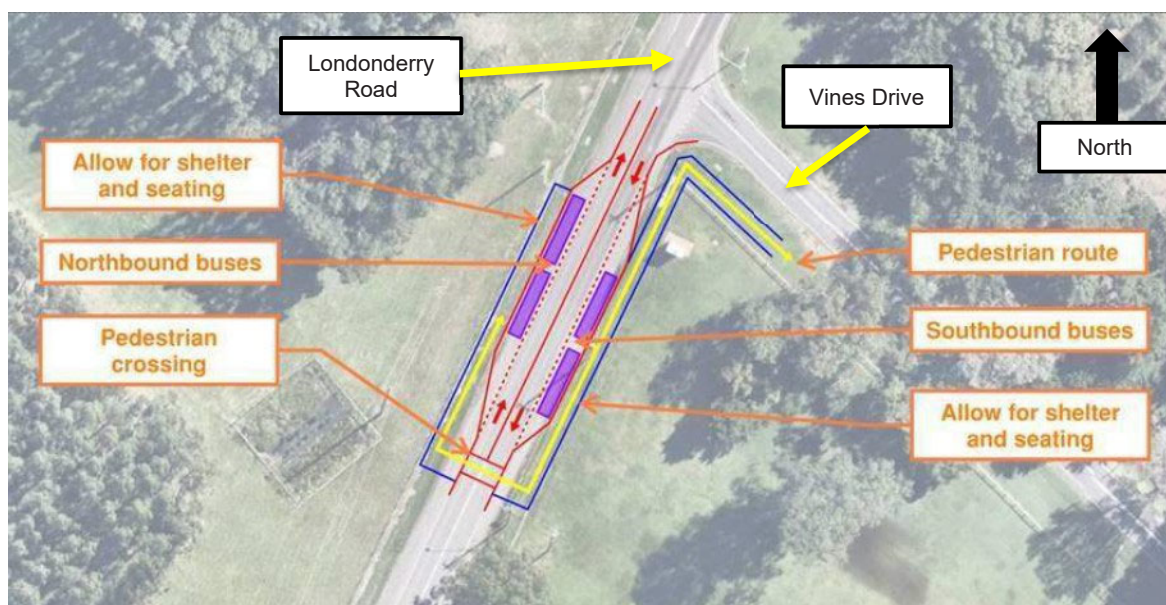 Londonderry
Road
Vines Drive
North
Allow for shelter
and seating
Northbound buses
Pedestrian
crossing
Pedestrian route
Southbound buses
Allow for shelter
and seating